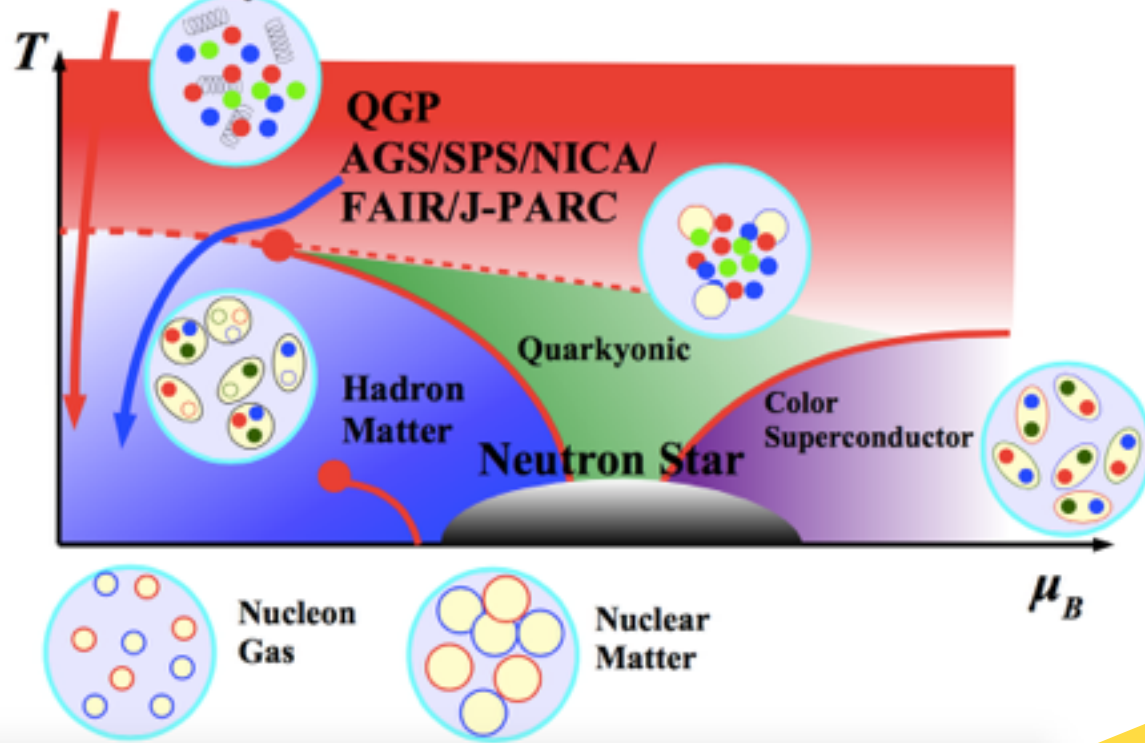 T
QGP
AGS/SPS/NICA/
FAIR/J-PARC
Quarkyonic
Hadron
Matter
Color
Superconductor
Neutron Star
μB
Nucleon
Gas
Nuclear
Matter